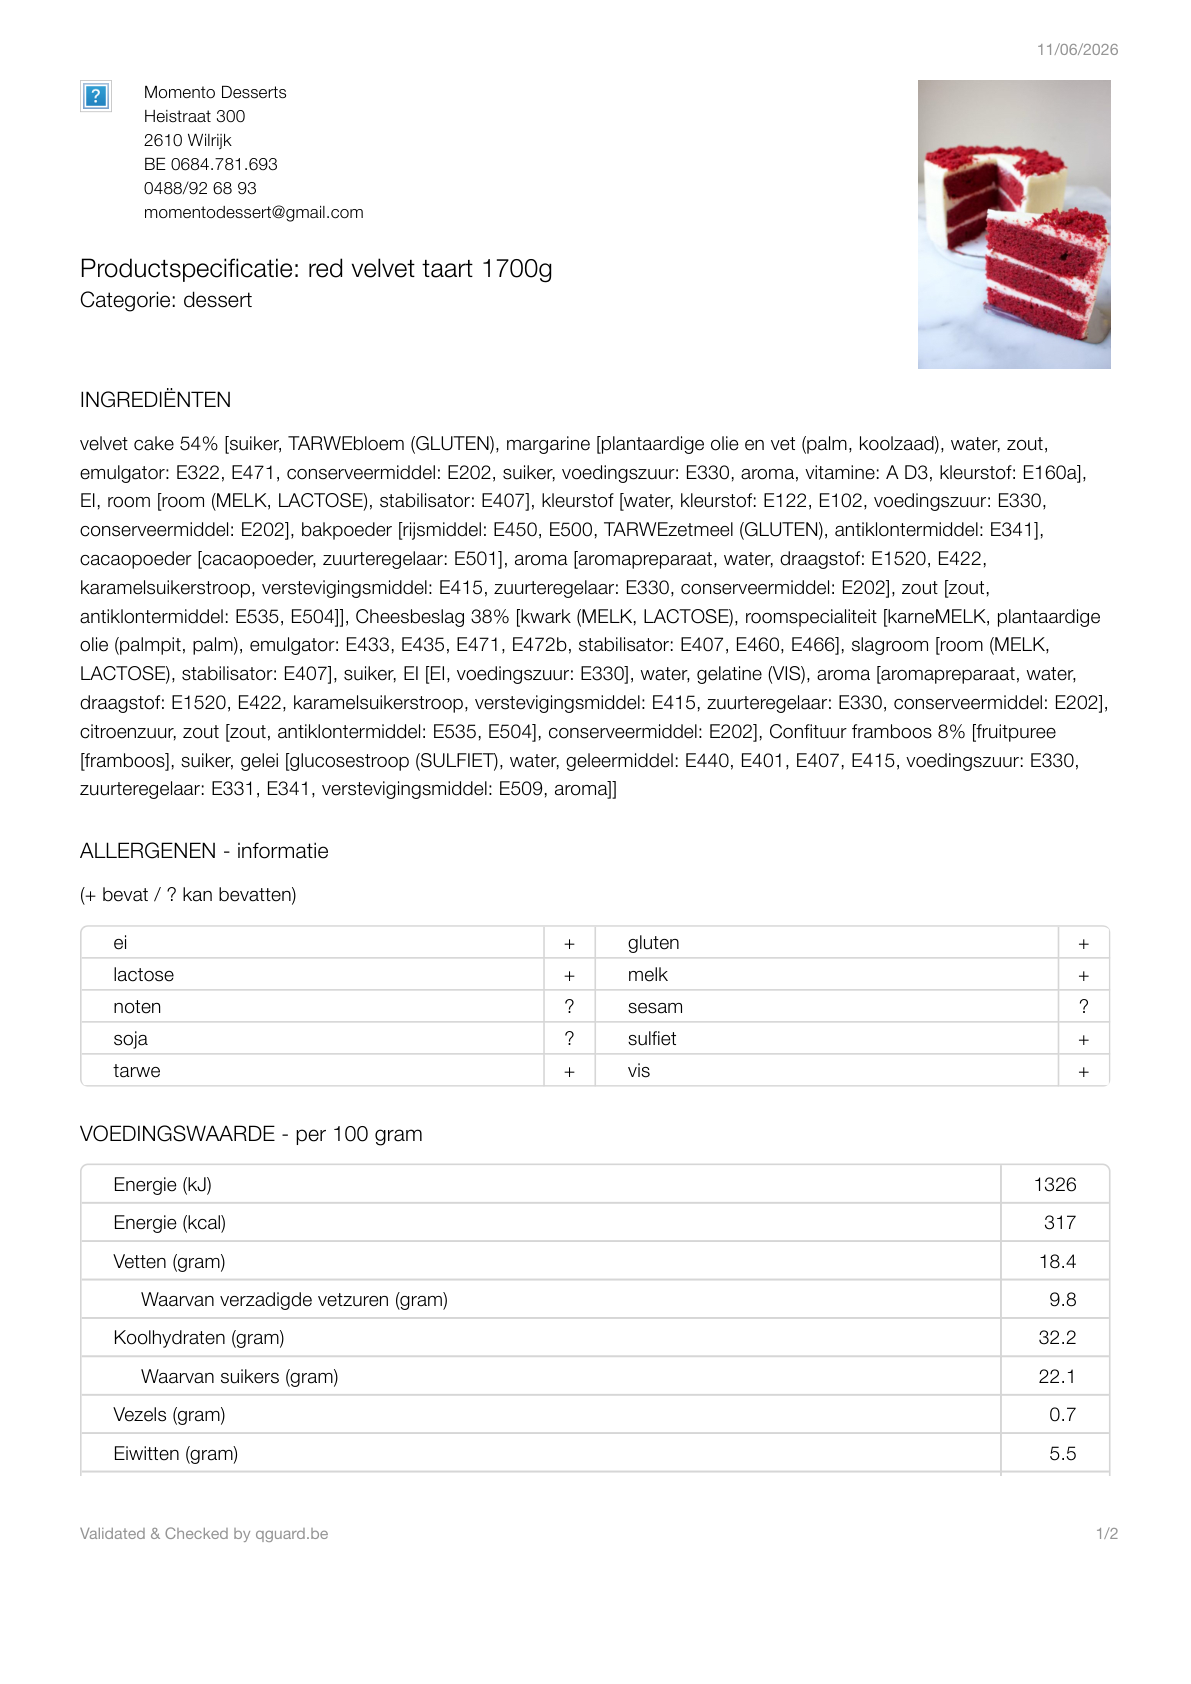 11/06/2026
?
Momento Desserts
Heistraat 300
2610 Wilrijk
BE 0684.781.693
0488/92 68 93
momentodessert@gmail.com
Productspecificatie: red velvet taart 1700g
Categorie: dessert
INGREDIËNTEN
velvet cake 54% [suiker, TARWEbloem (GLUTEN), margarine [plantaardige olie en vet (palm, koolzaad), water, zout,
emulgator: E322, E471, conserveermiddel: E202, suiker, voedingszuur: E330, aroma, vitamine: A D3, kleurstof: E160a],
EI, room [room (MELK, LACTOSE), stabilisator: E407], kleurstof [water, kleurstof: E122, E102, voedingszuur: E330,
conserveermiddel: E202], bakpoeder [rijsmiddel: E450, E500, TARWEzetmeel (GLUTEN), antiklontermiddel: E341],
cacaopoeder [cacaopoeder, zuurteregelaar: E501], aroma [aromapreparaat, water, draagstof: E1520, E422,
karamelsuikerstroop, verstevigingsmiddel: E415, zuurteregelaar: E330, conserveermiddel: E202], zout [zout,
antiklontermiddel: E535, E504]], Cheesbeslag 38% [kwark (MELK, LACTOSE), roomspecialiteit [karneMELK, plantaardige
olie (palmpit, palm), emulgator: E433, E435, E471, E472b, stabilisator: E407, E460, E466], slagroom [room (MELK,
LACTOSE), stabilisator: E407], suiker, EI [EI, voedingszuur: E330], water, gelatine (VIS), aroma [aromapreparaat, water,
draagstof: E1520, E422, karamelsuikerstroop, verstevigingsmiddel: E415, zuurteregelaar: E330, conserveermiddel: E202],
citroenzuur, zout [zout, antiklontermiddel: E535, E504], conserveermiddel: E202], Confituur framboos 8% [fruitpuree
[framboos], suiker, gelei [glucosestroop (SULFIET), water, geleermiddel: E440, E401, E407, E415, voedingszuur: E330,
zuurteregelaar: E331, E341, verstevigingsmiddel: E509, aroma]]
ALLERGENEN - informatie
(+ bevat / ? kan bevatten)
ei + gluten +
lactose + melk +
noten ? sesam ?
soja ? sulfiet +
tarwe + vis +
VOEDINGSWAARDE - per 100 gram
Energie (kJ) 1326
Energie (kcal) 317
Vetten (gram) 18.4
Waarvan verzadigde vetzuren (gram) 9.8
Koolhydraten (gram) 32.2
Waarvan suikers (gram) 22.1
Vezels (gram) 0.7
Eiwitten (gram) 5.5
Validated & Checked by qguard.be 1/2